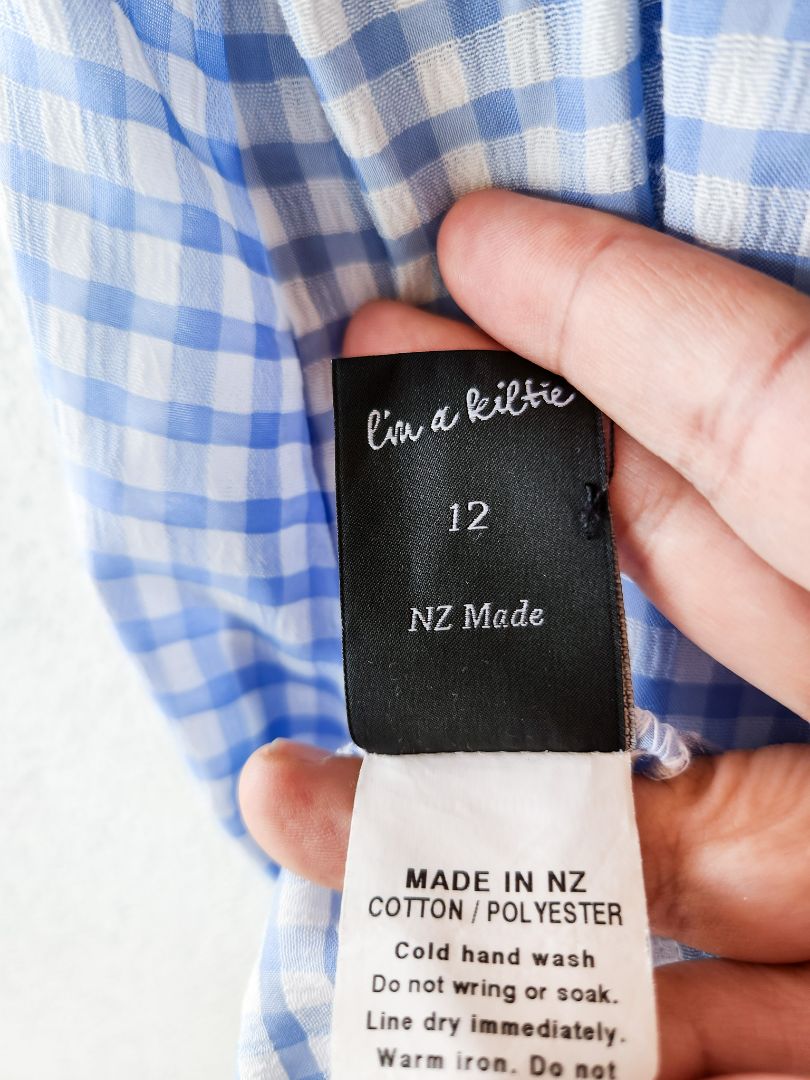 I'm a kiltie
12
NZ Made
MADE IN NZ
COTTON / POLYESTER
Cold hand wash
Do not wring or soak.
Line dry immediately.
Warm iron. Do not